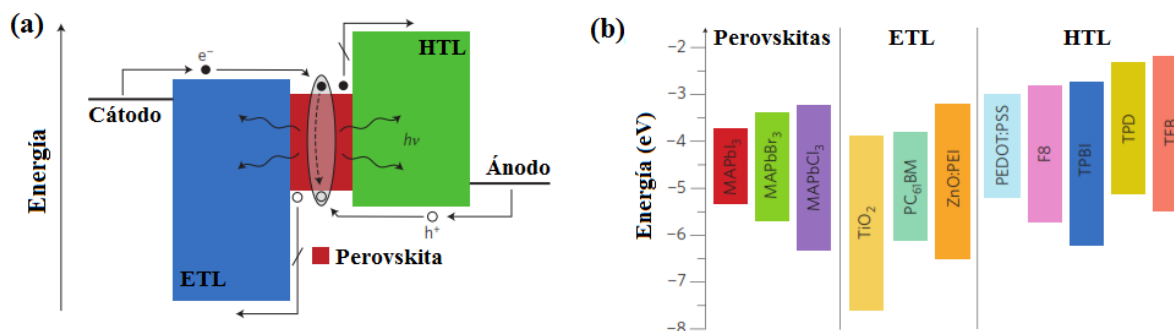 (a)
Energía
Cátodo
e⁻
HTL
hν
Ánodo
h⁺
ETL
Perovskita
(b)
Perovskitas
ETL
HTL
Energía (eV)
−2
−3
−4
−5
−6
−7
−8
MAPbI₃
MAPbBr₃
MAPbCl₃
TiO₂
PC₆₁BM
ZnO:PEI
PEDOT:PSS
F8
TPBI
TPD
TFB